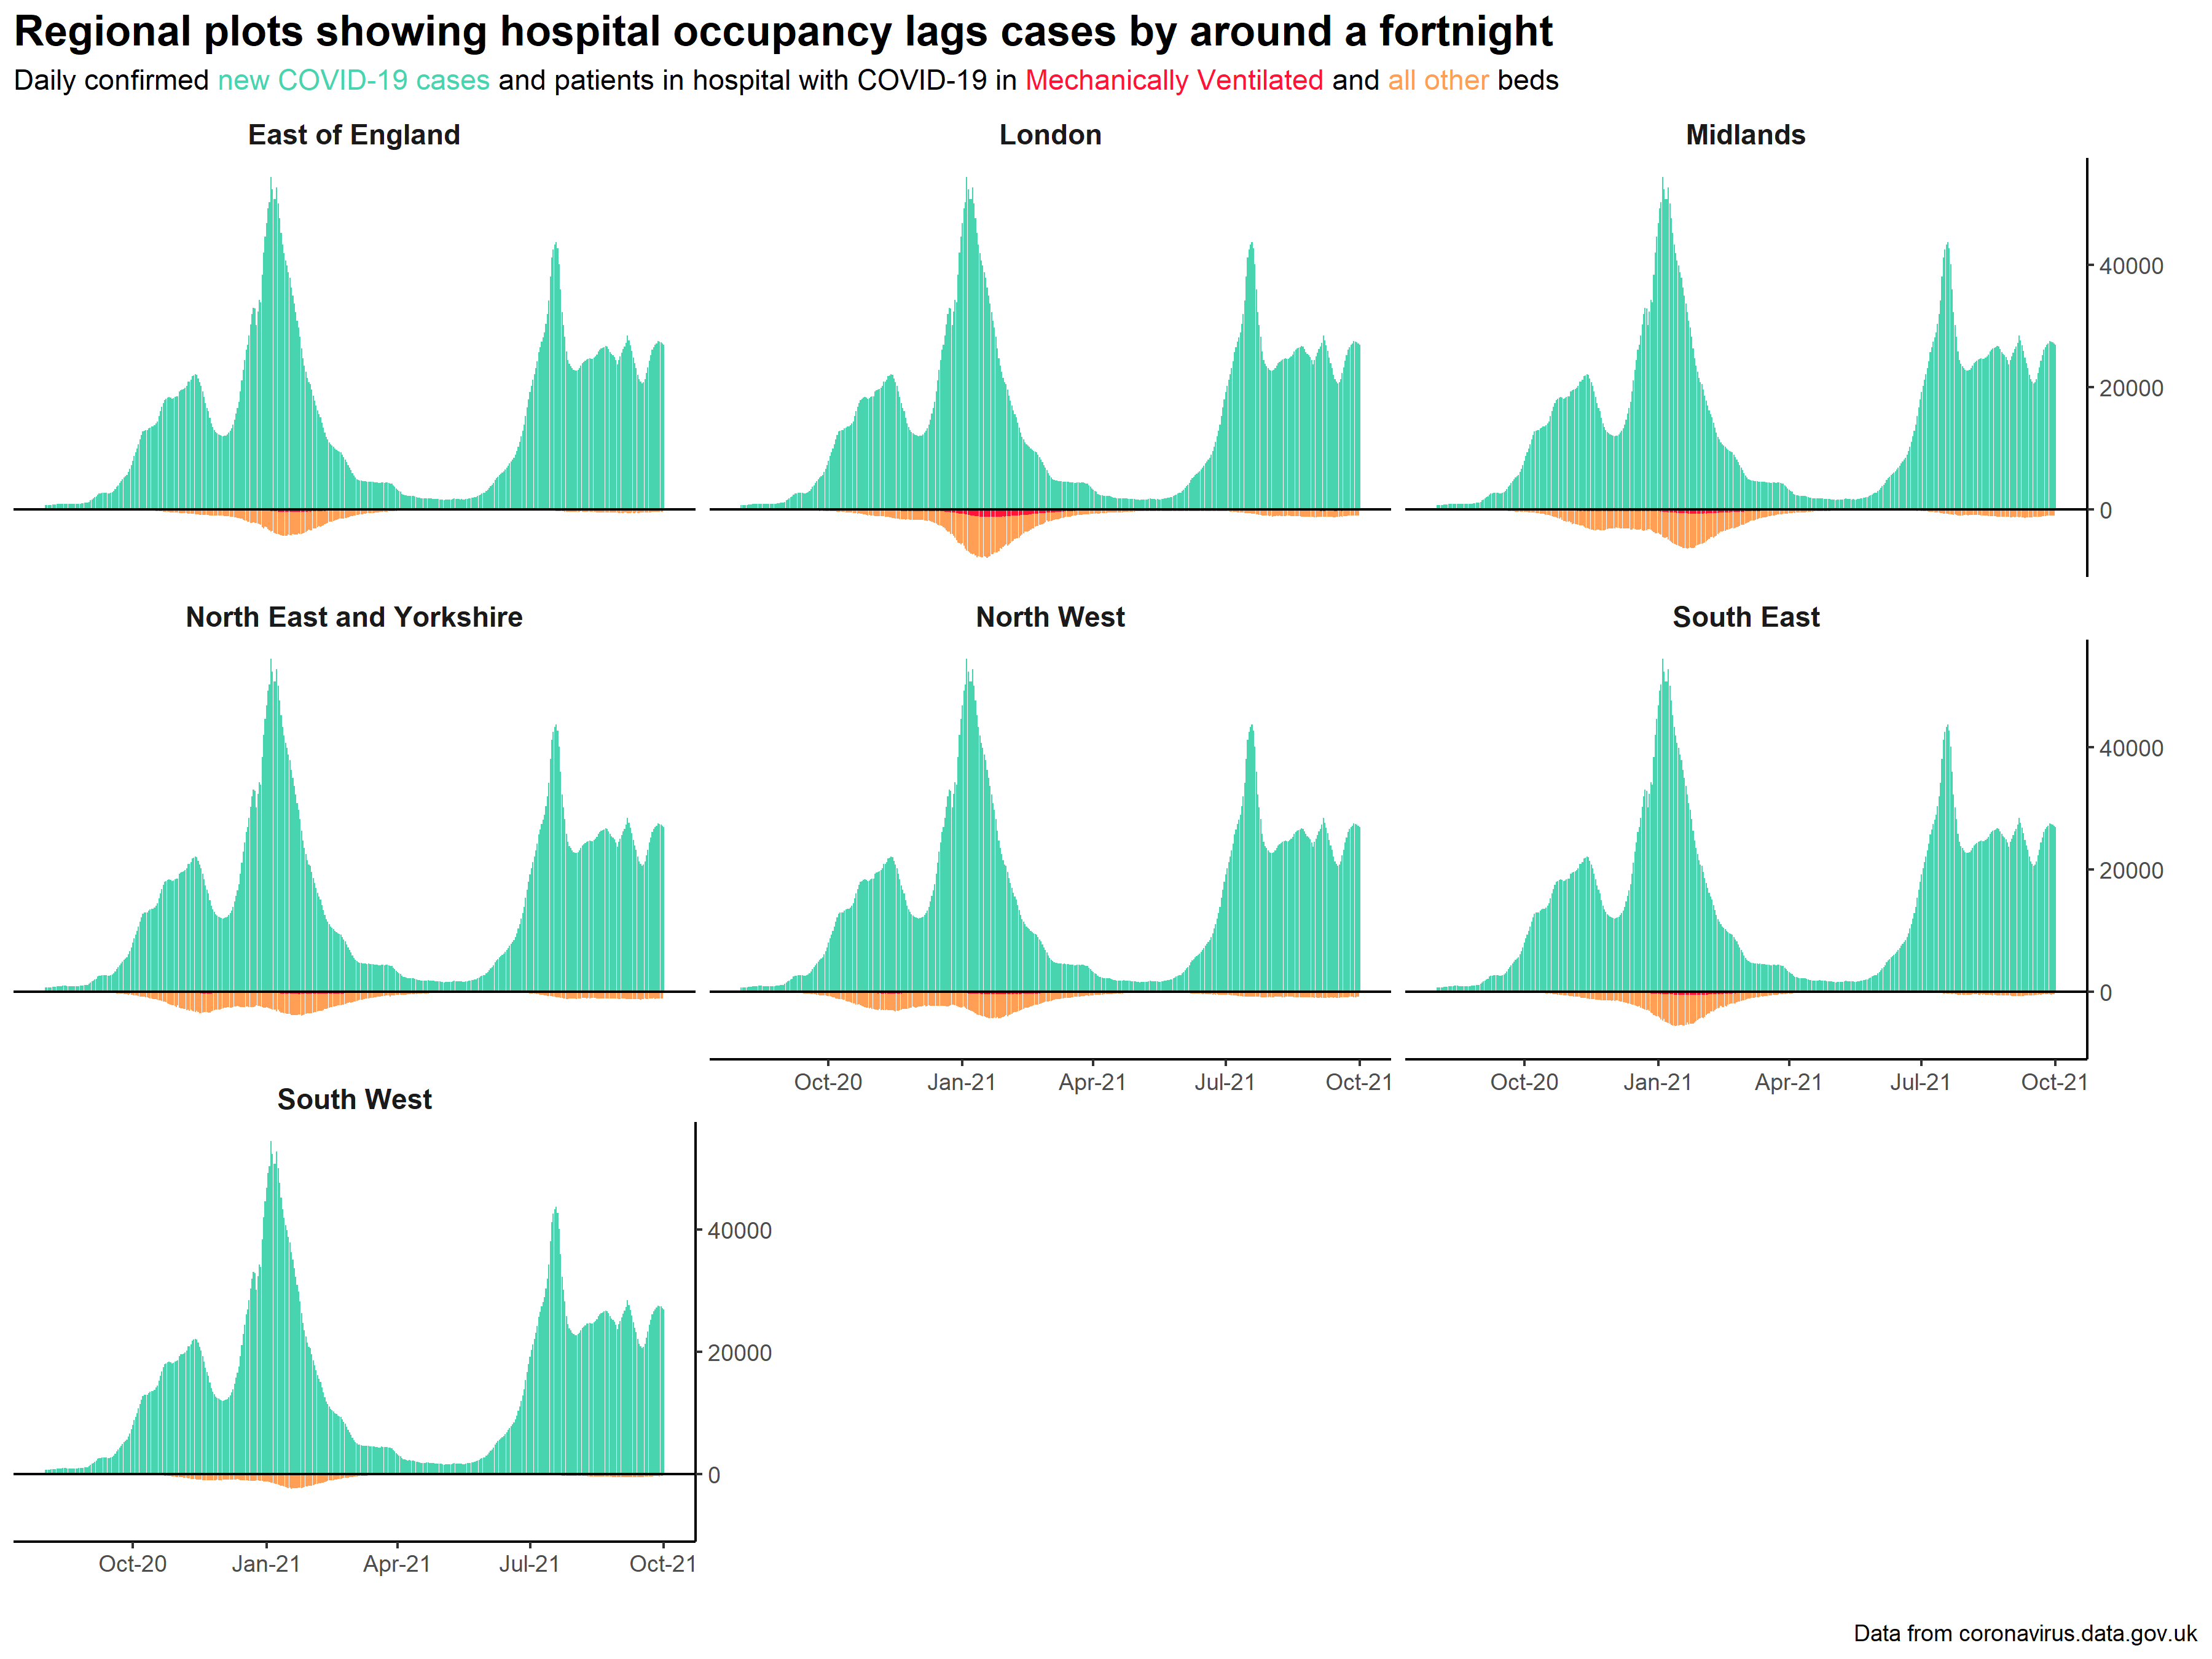 Regional plots showing hospital occupancy lags cases by around a fortnight
Daily confirmed new COVID-19 cases and patients in hospital with COVID-19 in Mechanically Ventilated and all other beds
East of England
London
Midlands
40000
20000
0
North East and Yorkshire
North West
South East
40000
20000
0
Oct-20 Jan-21 Apr-21 Jul-21 Oct-21
Oct-20 Jan-21 Apr-21 Jul-21 Oct-21
South West
40000
20000
0
Oct-20 Jan-21 Apr-21 Jul-21 Oct-21
Data from coronavirus.data.gov.uk